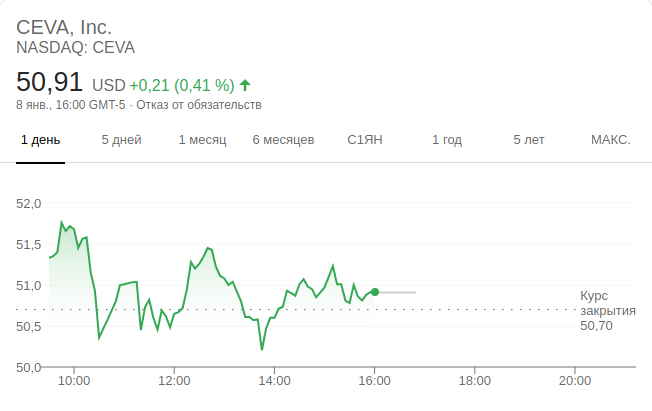 CEVA, Inc.
NASDAQ: CEVA
50,91 USD +0,21 (0,41 %)
8 янв., 16:00 GMT-5 · Отказ от обязательств
1 день 5 дней 1 месяц 6 месяцев С1ЯН 1 год 5 лет МАКС.
52,0
51,5
51,0
50,5
50,0
Курс
закрытия
50,70
10:00 12:00 14:00 16:00 18:00 20:00